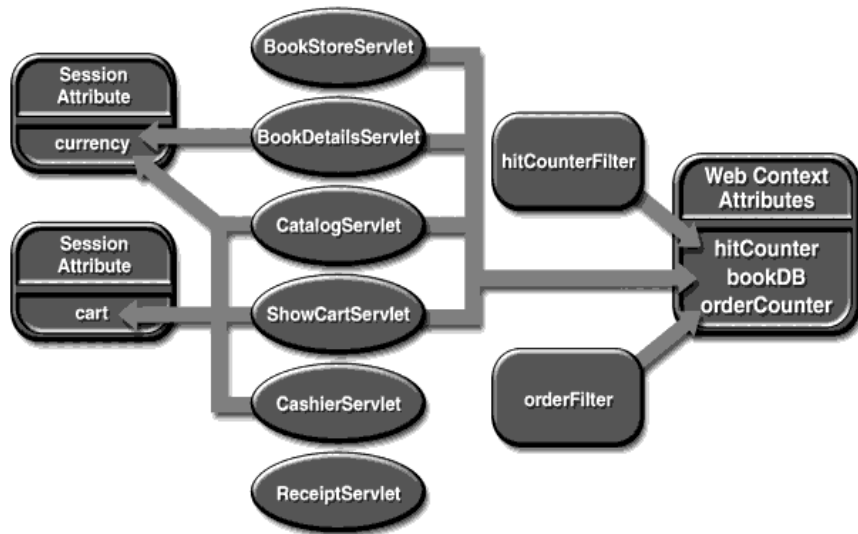 BookStoreServlet
Session
Attribute
currency
BookDetailsServlet
hitCounterFilter
Web Context
Attributes
CatalogServlet
Session
Attribute
hitCounter
bookDB
orderCounter
cart
ShowCartServlet
CashierServlet
orderFilter
ReceiptServlet